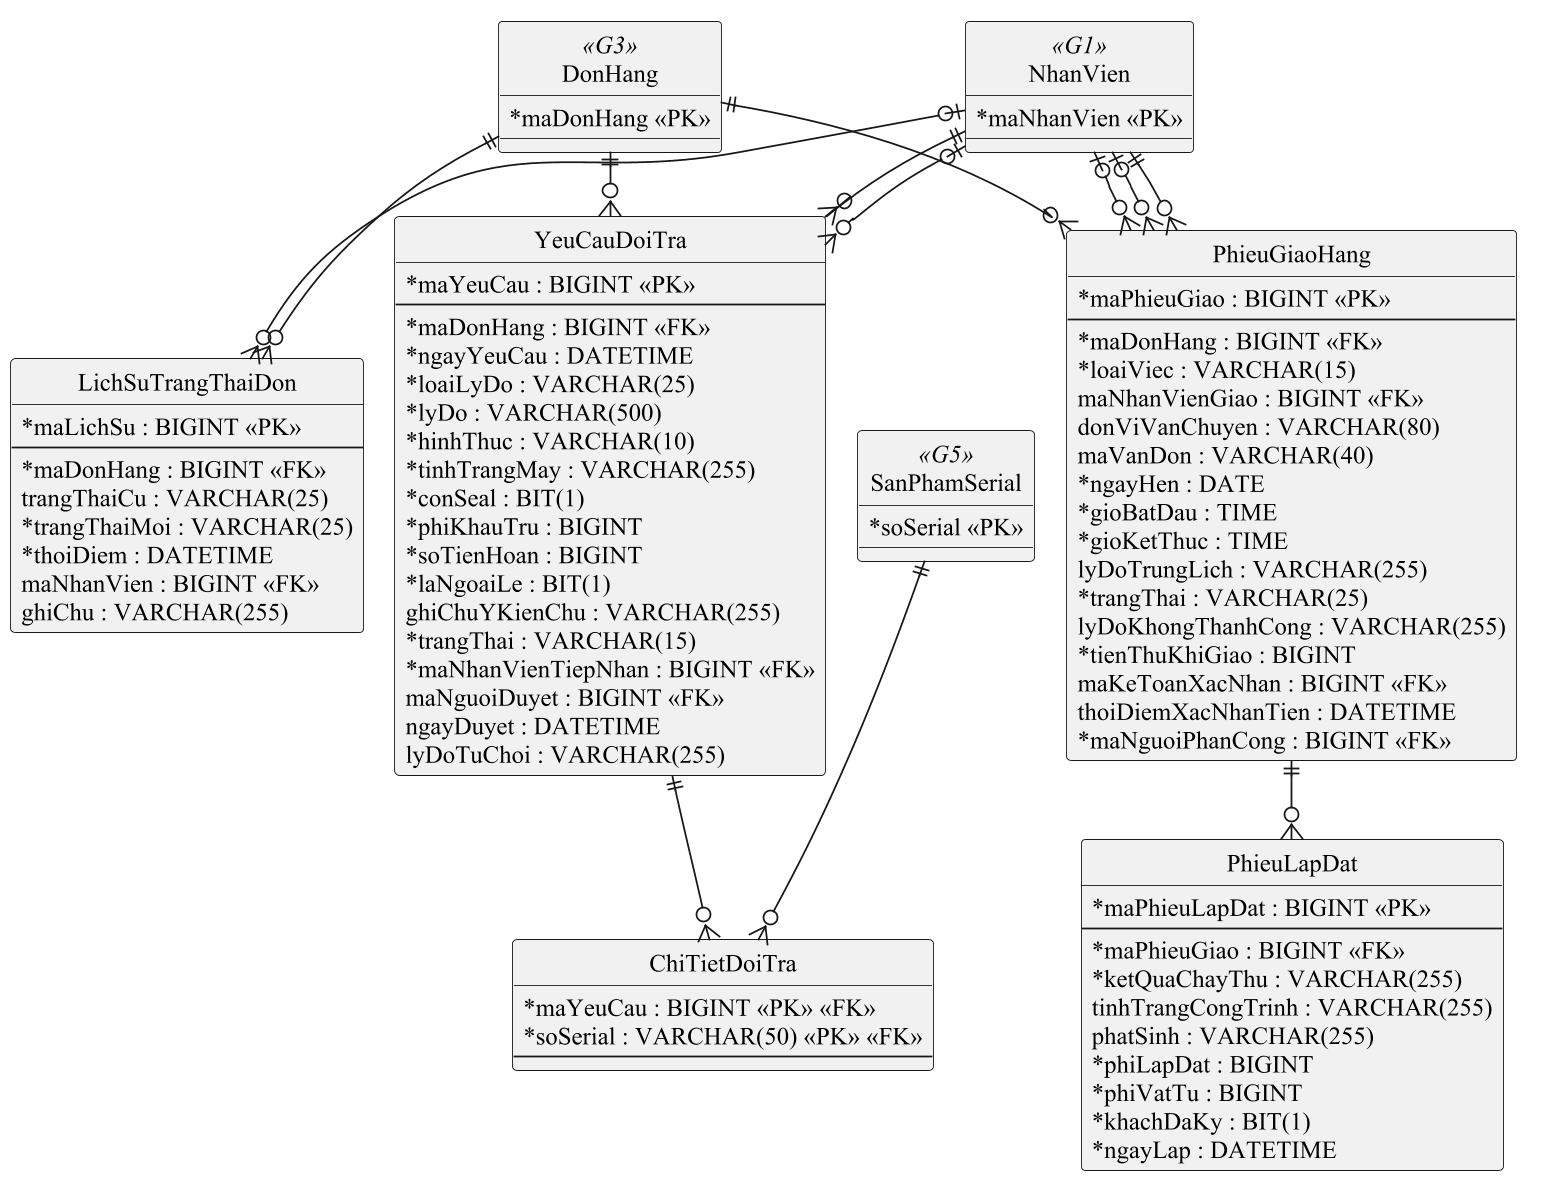 «G3»
DonHang
*maDonHang «PK»
«G1»
NhanVien
*maNhanVien «PK»
YeuCauDoiTra
*maYeuCau : BIGINT «PK»
*maDonHang : BIGINT «FK»
*ngayYeuCau : DATETIME
*loaiLyDo : VARCHAR(25)
*lyDo : VARCHAR(500)
*hinhThuc : VARCHAR(10)
*tinhTrangMay : VARCHAR(255)
*conSeal : BIT(1)
*phiKhauTru : BIGINT
*soTienHoan : BIGINT
*laNgoaiLe : BIT(1)
ghiChuYKienChu : VARCHAR(255)
*trangThai : VARCHAR(15)
*maNhanVienTiepNhan : BIGINT «FK»
maNguoiDuyet : BIGINT «FK»
ngayDuyet : DATETIME
lyDoTuChoi : VARCHAR(255)
PhieuGiaoHang
*maPhieuGiao : BIGINT «PK»
*maDonHang : BIGINT «FK»
*loaiViec : VARCHAR(15)
maNhanVienGiao : BIGINT «FK»
donViVanChuyen : VARCHAR(80)
maVanDon : VARCHAR(40)
*ngayHen : DATE
*gioBatDau : TIME
*gioKetThuc : TIME
lyDoTrungLich : VARCHAR(255)
*trangThai : VARCHAR(25)
lyDoKhongThanhCong : VARCHAR(255)
*tienThuKhiGiao : BIGINT
maKeToanXacNhan : BIGINT «FK»
thoiDiemXacNhanTien : DATETIME
*maNguoiPhanCong : BIGINT «FK»
LichSuTrangThaiDon
*maLichSu : BIGINT «PK»
*maDonHang : BIGINT «FK»
trangThaiCu : VARCHAR(25)
*trangThaiMoi : VARCHAR(25)
*thoiDiem : DATETIME
maNhanVien : BIGINT «FK»
ghiChu : VARCHAR(255)
«G5»
SanPhamSerial
*soSerial «PK»
PhieuLapDat
*maPhieuLapDat : BIGINT «PK»
*maPhieuGiao : BIGINT «FK»
*ketQuaChayThu : VARCHAR(255)
tinhTrangCongTrinh : VARCHAR(255)
phatSinh : VARCHAR(255)
*phiLapDat : BIGINT
*phiVatTu : BIGINT
*khachDaKy : BIT(1)
*ngayLap : DATETIME
ChiTietDoiTra
*maYeuCau : BIGINT «PK» «FK»
*soSerial : VARCHAR(50) «PK» «FK»